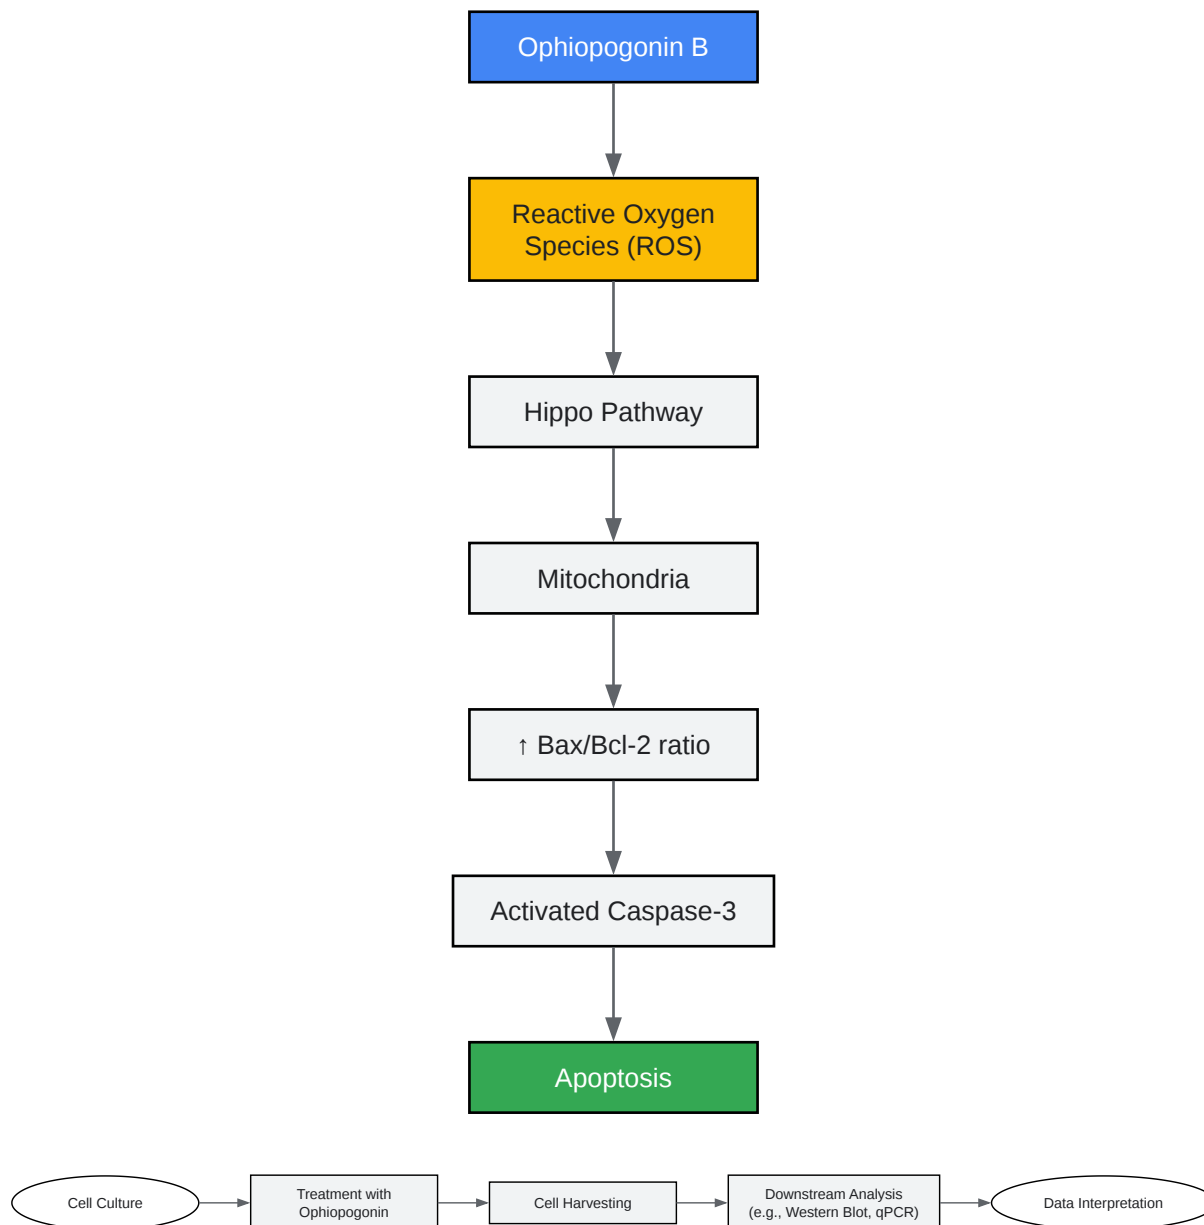 Ophiopogonin B
Reactive Oxygen
Species (ROS)
Hippo Pathway
Mitochondria
↑ Bax/Bcl-2 ratio
Activated Caspase-3
Apoptosis
Cell Culture
Treatment with
Ophiopogonin
Cell Harvesting
Downstream Analysis
(e.g., Western Blot, qPCR)
Data Interpretation